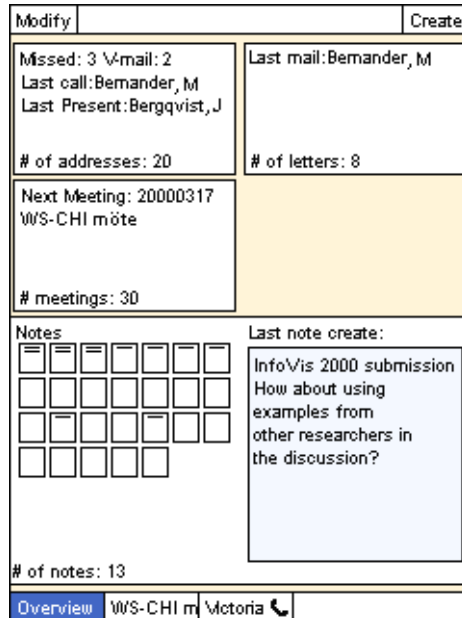 Modify
Create
Missed: 3 V-mail: 2
Last call:Bernander, M
Last Present:Bergqvist, J
# of addresses: 20
Last mail:Bernander, M
# of letters: 8
Next Meeting: 20000317
WS-CHI möte
# meetings: 30
Notes
# of notes: 13
Last note create:
InfoVis 2000 submission
How about using
examples from
other researchers in
the discussion?
Overview
WS-CHI m
Victoria